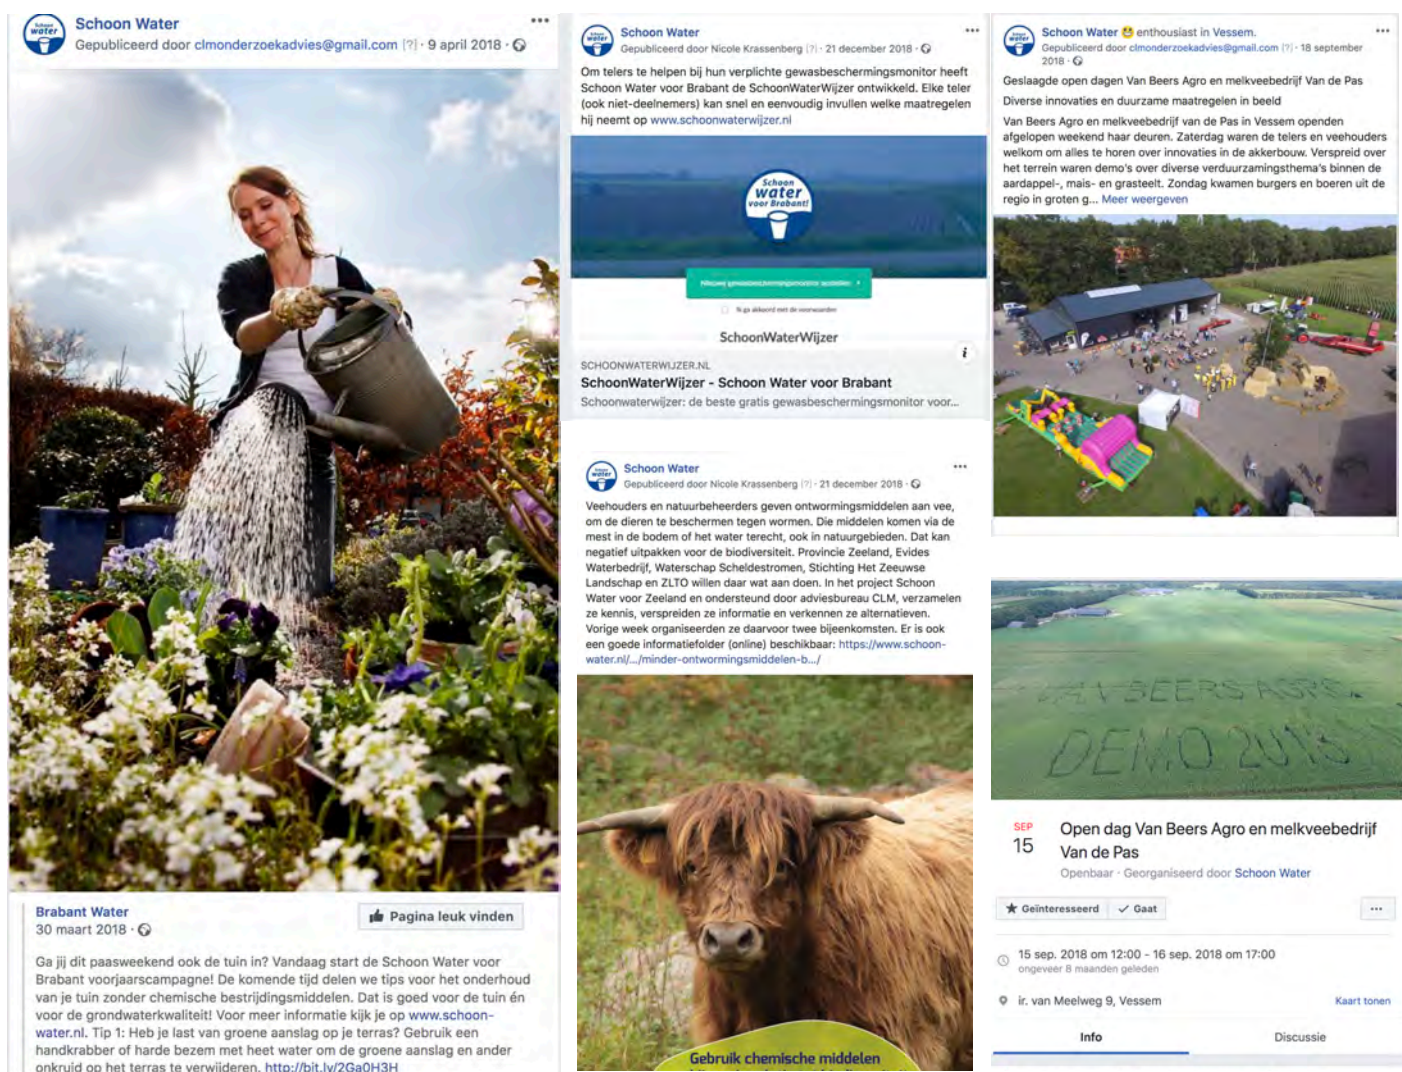 Schoon Water
Gepubliceerd door clmonderzoekadvies@gmail.com [?] · 9 april 2018 ·
Brabant Water
30 maart 2018 ·
Pagina leuk vinden
Ga jij dit paasweekend ook de tuin in? Vandaag start de Schoon Water voor
Brabant voorjaarscampagne! De komende tijd delen we tips voor het onderhoud
van je tuin zonder chemische bestrijdingsmiddelen. Dat is goed voor de tuin én
voor de grondwaterkwaliteit! Voor meer informatie kijk je op www.schoon-
water.nl. Tip 1: Heb je last van groene aanslag op je terras? Gebruik een
handkrabber of harde bezem met heet water om de groene aanslag en ander
onkruid op het terras te verwijderen. http://bit.ly/2Ga0H3H
Schoon Water
Gepubliceerd door Nicole Krassenberg [?] · 21 december 2018 ·
Om telers te helpen bij hun verplichte gewasbeschermingsmonitor heeft
Schoon Water voor Brabant de SchoonWaterWijzer ontwikkeld. Elke teler
(ook niet-deelnemers) kan snel en eenvoudig invullen welke maatregelen
hij neemt op www.schoonwaterwijzer.nl
Schoon
water
voor Brabant!
Nieuwe gewasbeschermingsmonitor opstellen
Ik ga akkoord met de voorwaarden
SchoonWaterWijzer
SCHOONWATERWIJZER.NL
SchoonWaterWijzer - Schoon Water voor Brabant
Schoonwaterwijzer: de beste gratis gewasbeschermingsmonitor voor...
Schoon Water
Gepubliceerd door Nicole Krassenberg [?] · 21 december 2018 ·
Veehouders en natuurbeheerders geven ontwormingsmiddelen aan vee,
om de dieren te beschermen tegen wormen. Die middelen komen via de
mest in de bodem of het water terecht, ook in natuurgebieden. Dat kan
negatief uitpakken voor de biodiversiteit. Provincie Zeeland, Evides
Waterbedrijf, Waterschap Scheldestromen, Stichting Het Zeeuwse
Landschap en ZLTO willen daar wat aan doen. In het project Schoon
Water voor Zeeland en ondersteund door adviesbureau CLM, verzamelen
ze kennis, verspreiden ze informatie en verkennen ze alternatieven.
Vorige week organiseerden ze daarvoor twee bijeenkomsten. Er is ook
een goede informatiefolder (online) beschikbaar: https://www.schoon-
water.nl/.../minder-ontwormingsmiddelen-b.../
Gebruik chemische middelen
Schoon Water enthousiast in Vessem.
Gepubliceerd door clmonderzoekadvies@gmail.com [?] · 18 september
2018 ·
Geslaagde open dagen Van Beers Agro en melkveebedrijf Van de Pas
Diverse innovaties en duurzame maatregelen in beeld
Van Beers Agro en melkveebedrijf van de Pas in Vessem openden
afgelopen weekend haar deuren. Zaterdag waren de telers en veehouders
welkom om alles te horen over innovaties in de akkerbouw. Verspreid over
het terrein waren demo's over diverse verduurzamingsthema's binnen de
aardappel-, mais- en grasteelt. Zondag kwamen burgers en boeren uit de
regio in groten g... Meer weergeven
VAN BEERS AGRO
DEMO 2018
SEP
15
Open dag Van Beers Agro en melkveebedrijf
Van de Pas
Openbaar · Georganiseerd door Schoon Water
Geïnteresseerd
Gaat
15 sep. 2018 om 12:00 - 16 sep. 2018 om 17:00
ongeveer 8 maanden geleden
ir. van Meelweg 9, Vessem
Kaart tonen
Info
Discussie